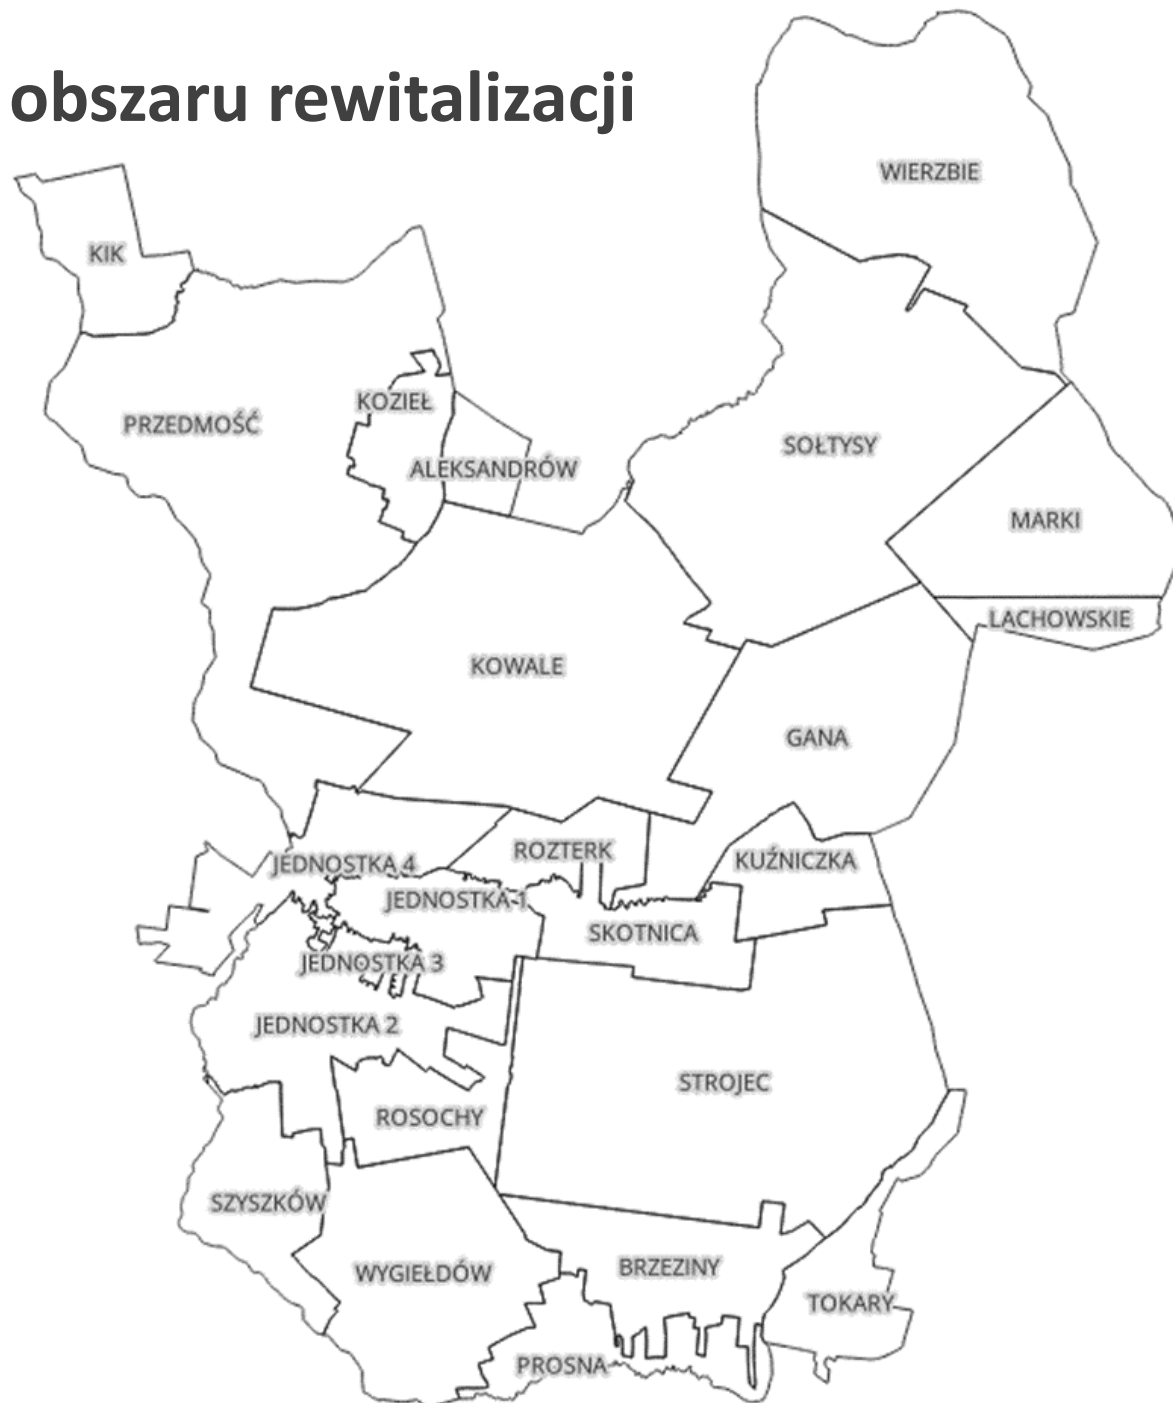 obszaru rewitalizacji
WIERZBIE
KIK
KOZIEŁ
PRZEDMOŚĆ
SOŁTYSY
ALEKSANDRÓW
MARKI
LACHOWSKIE
KOWALE
GANA
ROZTERK
KUŹNICZKA
JEDNOSTKA 4
JEDNOSTKA 1
SKOTNICA
JEDNOSTKA 3
JEDNOSTKA 2
STROJEC
ROSOCHY
SZYSZKÓW
WYGIEŁDÓW
BRZEZINY
TOKARY
PROSNA